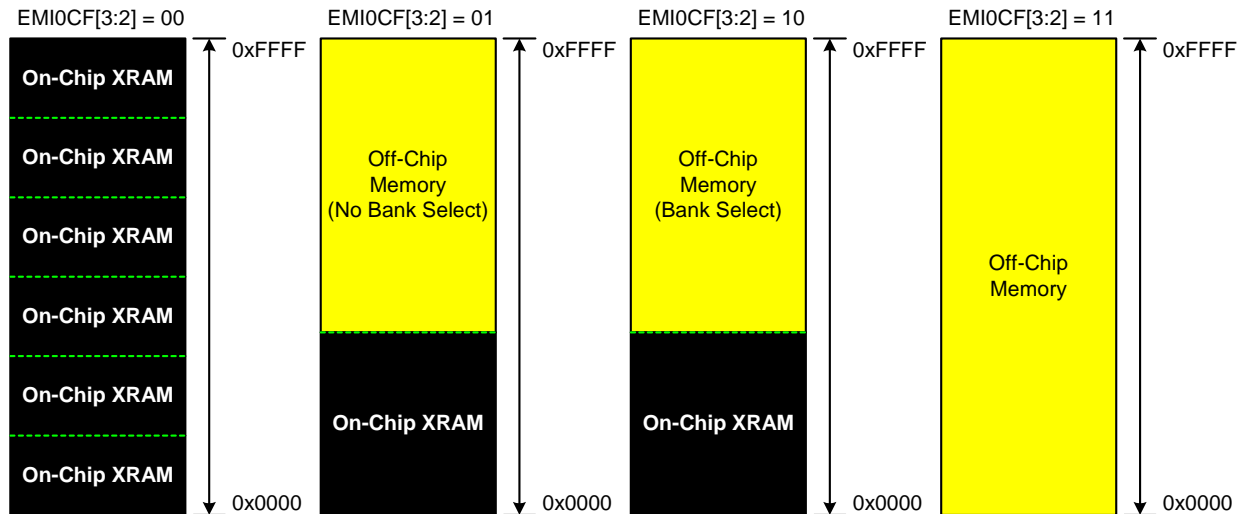 EMI0CF[3:2] = 00
On-Chip XRAM
On-Chip XRAM
On-Chip XRAM
On-Chip XRAM
On-Chip XRAM
On-Chip XRAM
0xFFFF
0x0000
EMI0CF[3:2] = 01
Off-Chip
Memory
(No Bank Select)
On-Chip XRAM
0xFFFF
0x0000
EMI0CF[3:2] = 10
Off-Chip
Memory
(Bank Select)
On-Chip XRAM
0xFFFF
0x0000
EMI0CF[3:2] = 11
Off-Chip
Memory
0xFFFF
0x0000